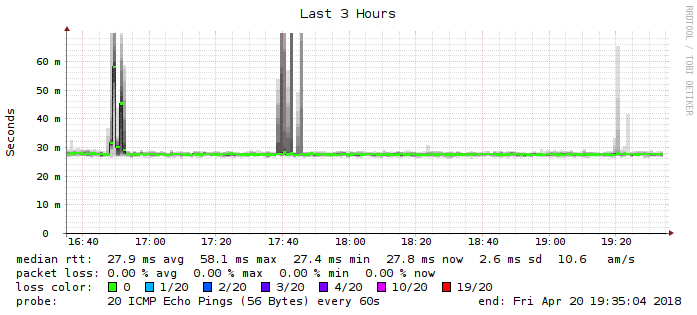 Last 3 Hours
RRDTOOL / TOBI OETIKER
Seconds
60 m
50 m
40 m
30 m
20 m
10 m
0
16:40 17:00 17:20 17:40 18:00 18:20 18:40 19:00 19:20
median rtt: 27.9 ms avg 58.1 ms max 27.4 ms min 27.8 ms now 2.6 ms sd 10.6 am/s
packet loss: 0.00 % avg 0.00 % max 0.00 % min 0.00 % now
loss color: 0 1/20 2/20 3/20 4/20 10/20 19/20
probe: 20 ICMP Echo Pings (56 Bytes) every 60s end: Fri Apr 20 19:35:04 2018